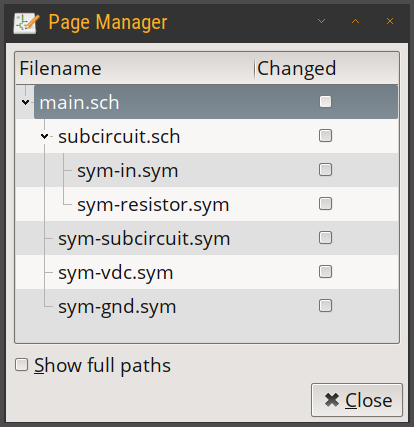 Page Manager
Filename Changed
main.sch
subcircuit.sch
sym-in.sym
sym-resistor.sym
sym-subcircuit.sym
sym-vdc.sym
sym-gnd.sym
Show full paths
Close